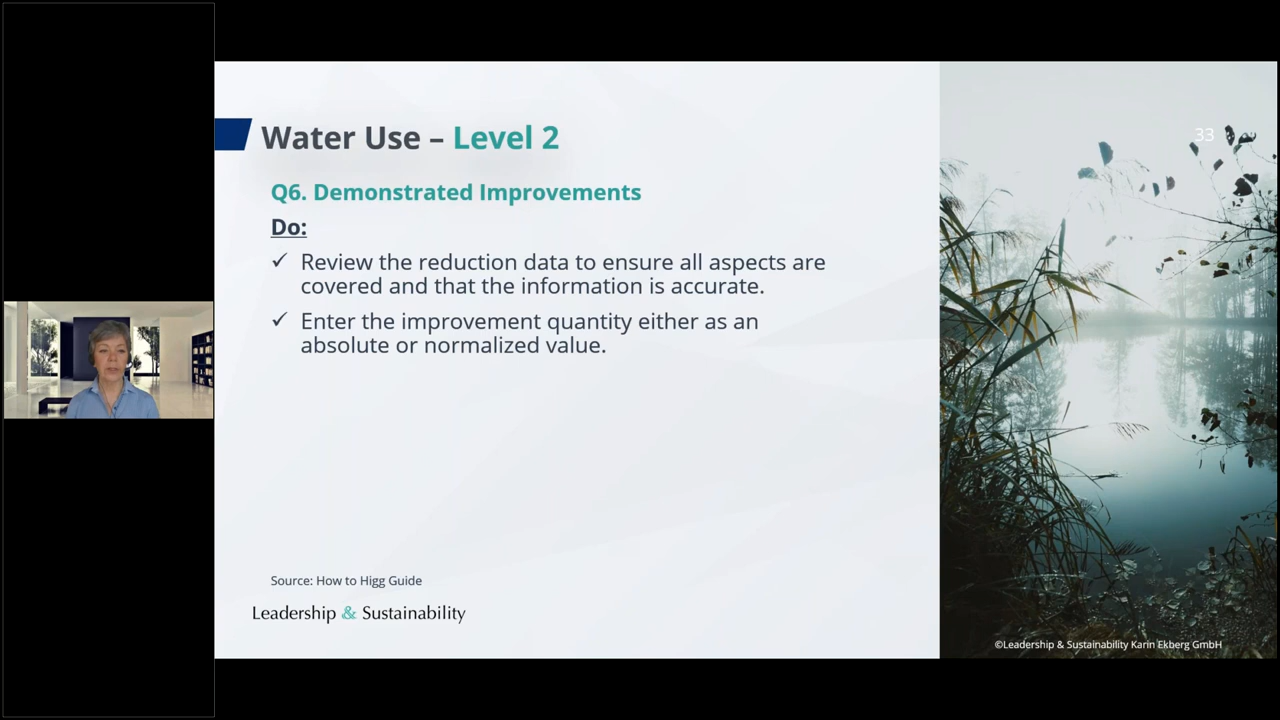 33
Water Use – Level 2
Q6. Demonstrated Improvements
Do:
✓ Review the reduction data to ensure all aspects are
covered and that the information is accurate.
✓ Enter the improvement quantity either as an
absolute or normalized value.
Source: How to Higg Guide
Leadership & Sustainability
©Leadership & Sustainability Karin Ekberg GmbH